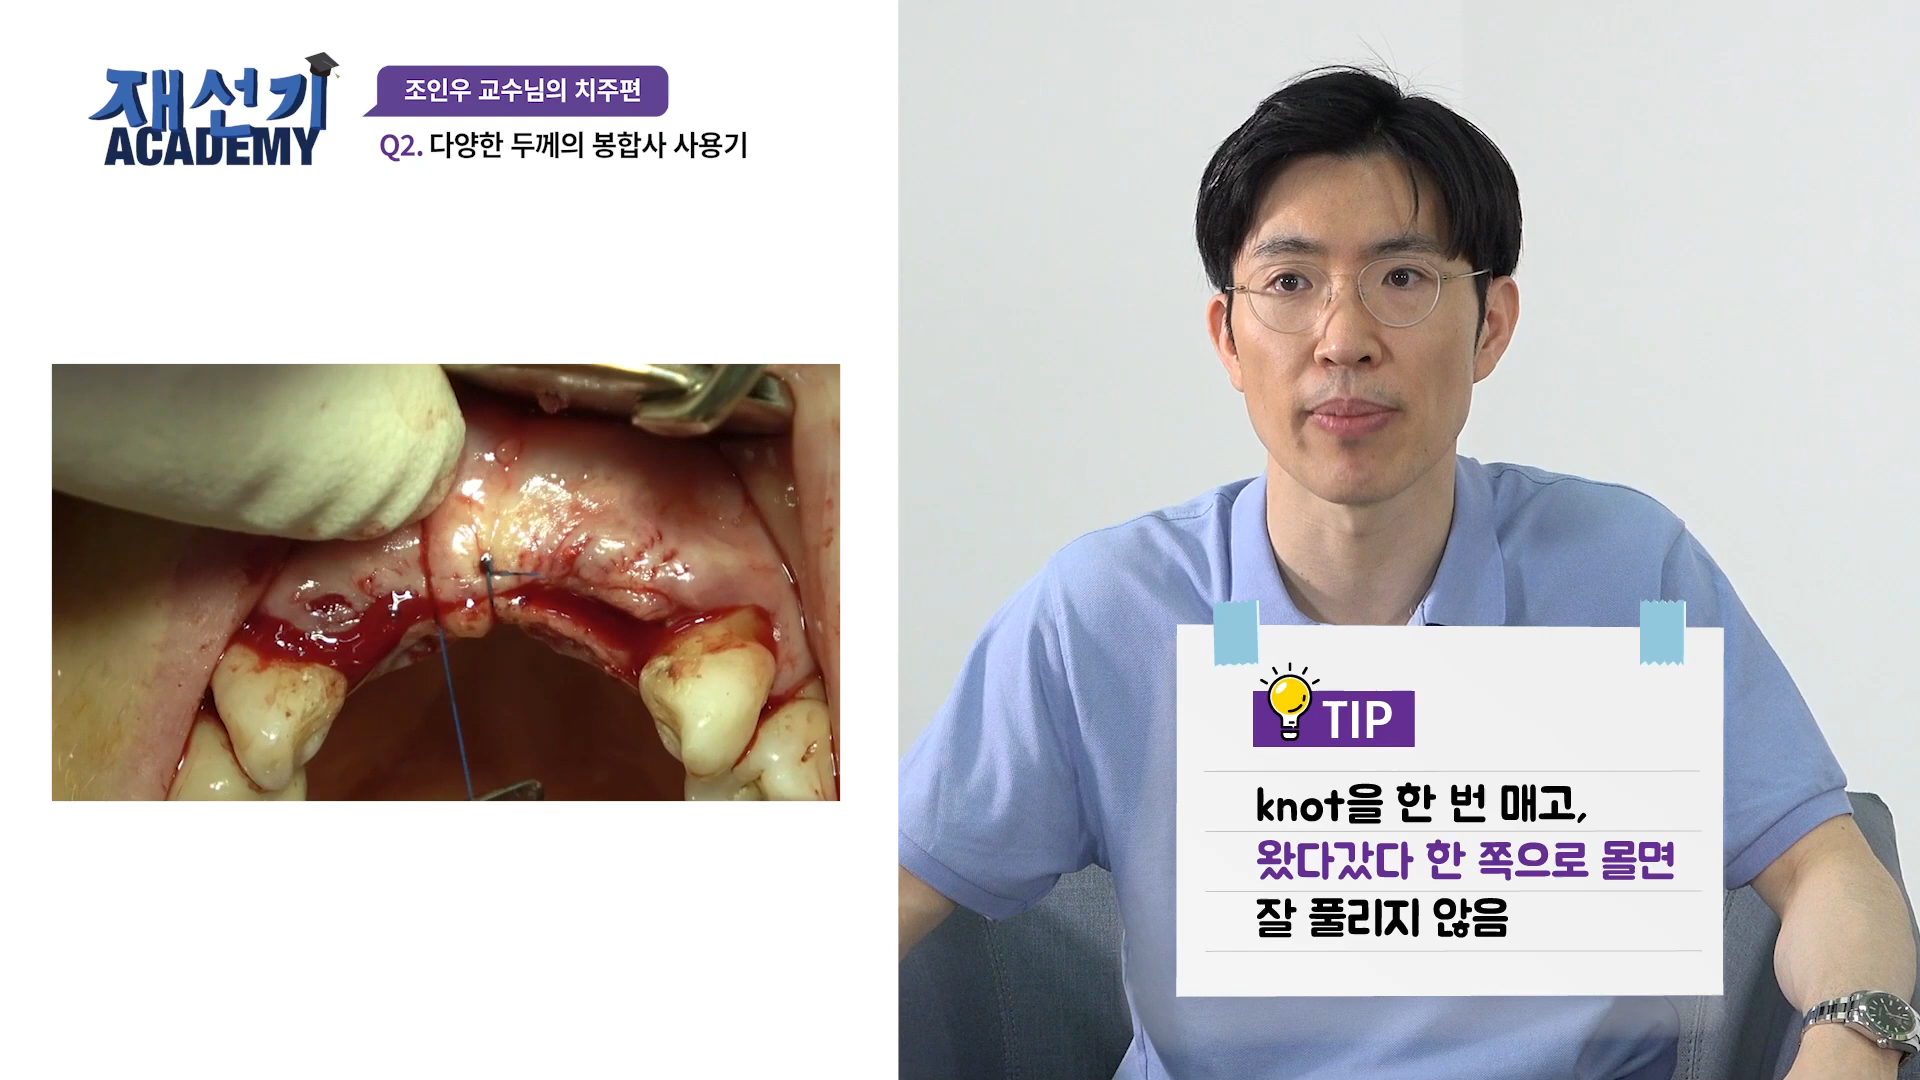 재선기
ACADEMY
조인우 교수님의 치주편
Q2. 다양한 두께의 봉합사 사용기
TIP
knot을 한 번 매고,
왔다갔다 한 쪽으로 몰면
잘 풀리지 않음